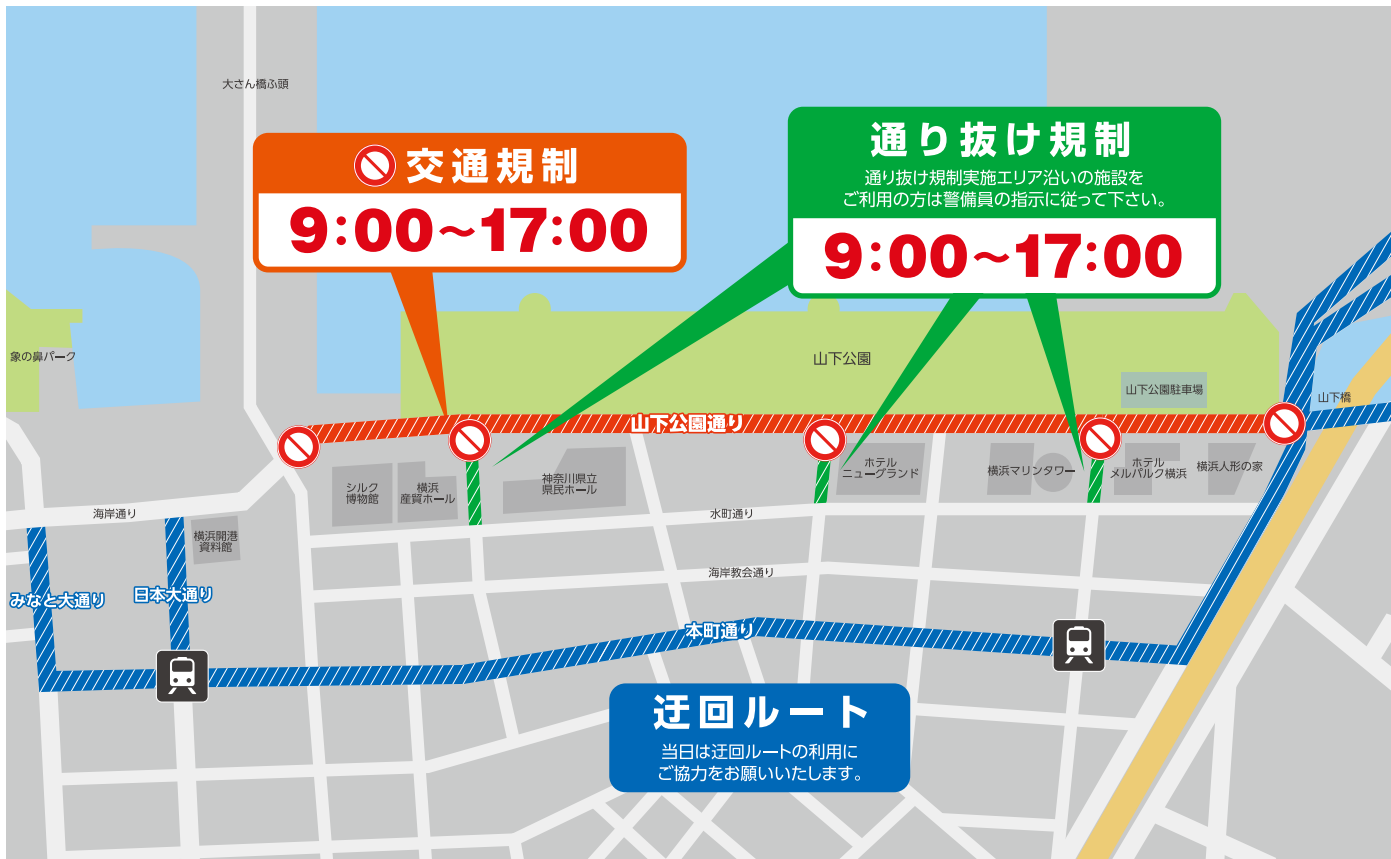 大さん橋ふ頭
交通規制
9:00～17:00
通り抜け規制
通り抜け規制実施エリア沿いの施設を
ご利用の方は警備員の指示に従って下さい。
9:00～17:00
象の鼻パーク
山下公園
山下公園駐車場
山下橋
山下公園通り
シルク
博物館
横浜
産貿ホール
神奈川県立
県民ホール
ホテル
ニューグランド
横浜マリンタワー
ホテル
メルパルク横浜
横浜人形の家
海岸通り
水町通り
横浜開港
資料館
海岸教会通り
みなと大通り
日本大通り
本町通り
迂回ルート
当日は迂回ルートの利用に
ご協力をお願いいたします。